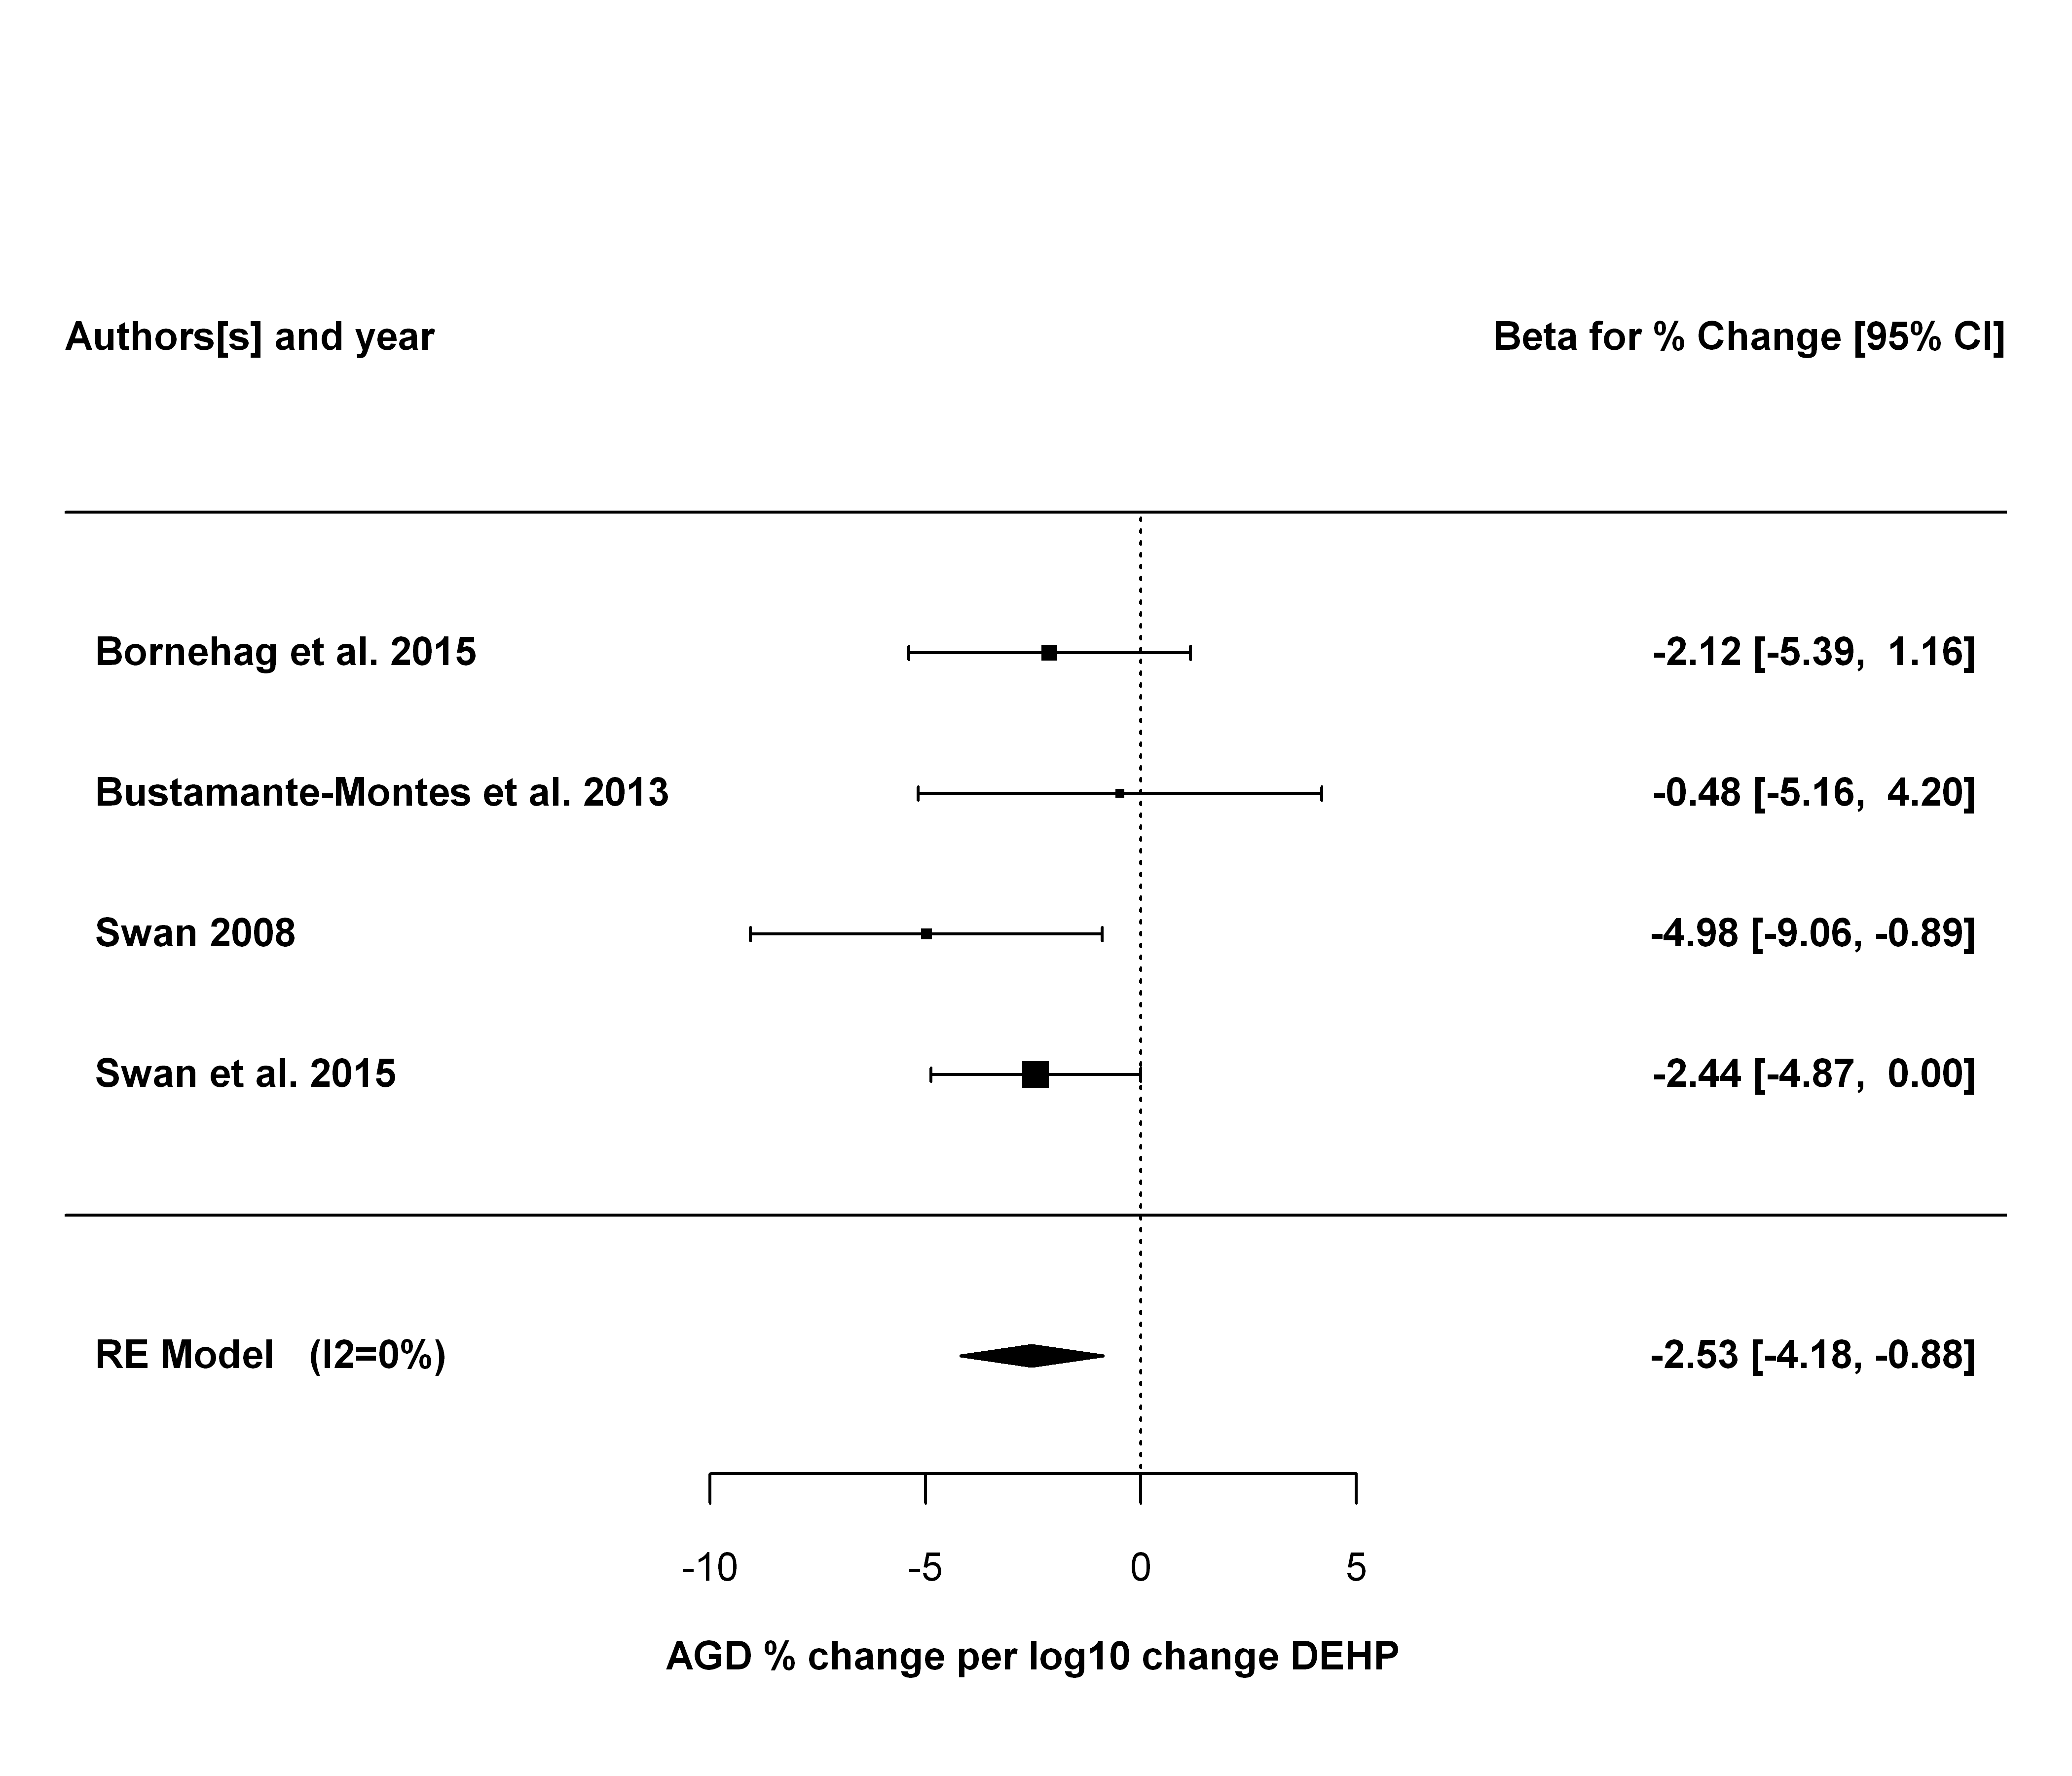 Authors[s] and year Beta for % Change [95% CI]
Bornehag et al. 2015 -2.12 [-5.39, 1.16]
Bustamante-Montes et al. 2013 -0.48 [-5.16, 4.20]
Swan 2008 -4.98 [-9.06, -0.89]
Swan et al. 2015 -2.44 [-4.87, 0.00]
RE Model (I2=0%) -2.53 [-4.18, -0.88]
-10 -5 0 5
AGD % change per log10 change DEHP